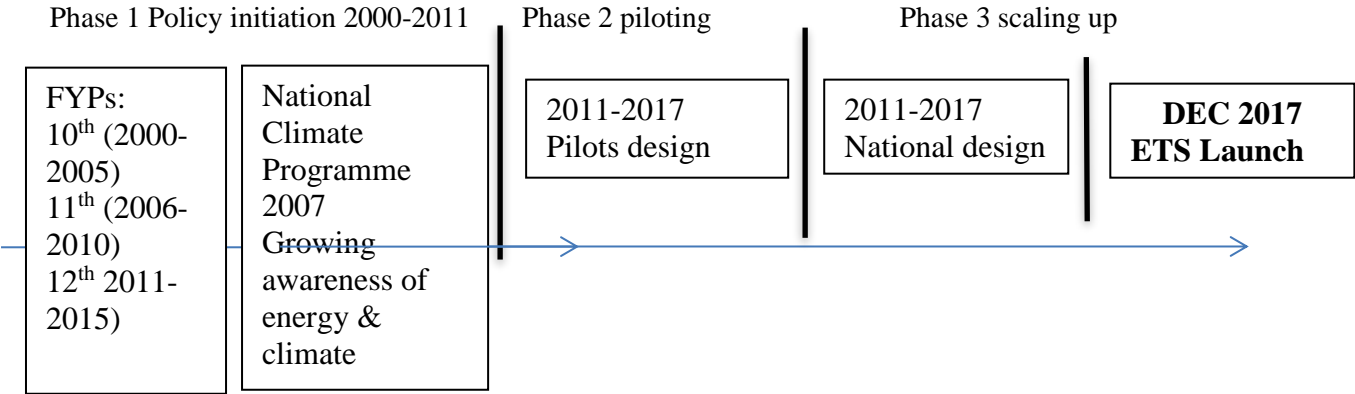 Phase 1 Policy initiation 2000-2011
Phase 2 piloting
Phase 3 scaling up
FYPs:
10th (2000-
2005)
11th (2006-
2010)
12th 2011-
2015)
National
Climate
Programme
2007
Growing
awareness of
energy &
climate
2011-2017
Pilots design
2011-2017
National design
DEC 2017
ETS Launch